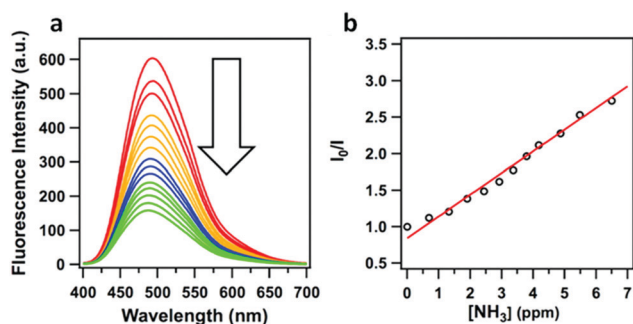 a
Fluorescence Intensity (a.u.)
600
500
400
300
200
100
0
400 450 500 550 600 650 700
Wavelength (nm)
b
I₀/I
3.5
3.0
2.5
2.0
1.5
1.0
0.5
0 1 2 3 4 5 6 7
[NH₃] (ppm)